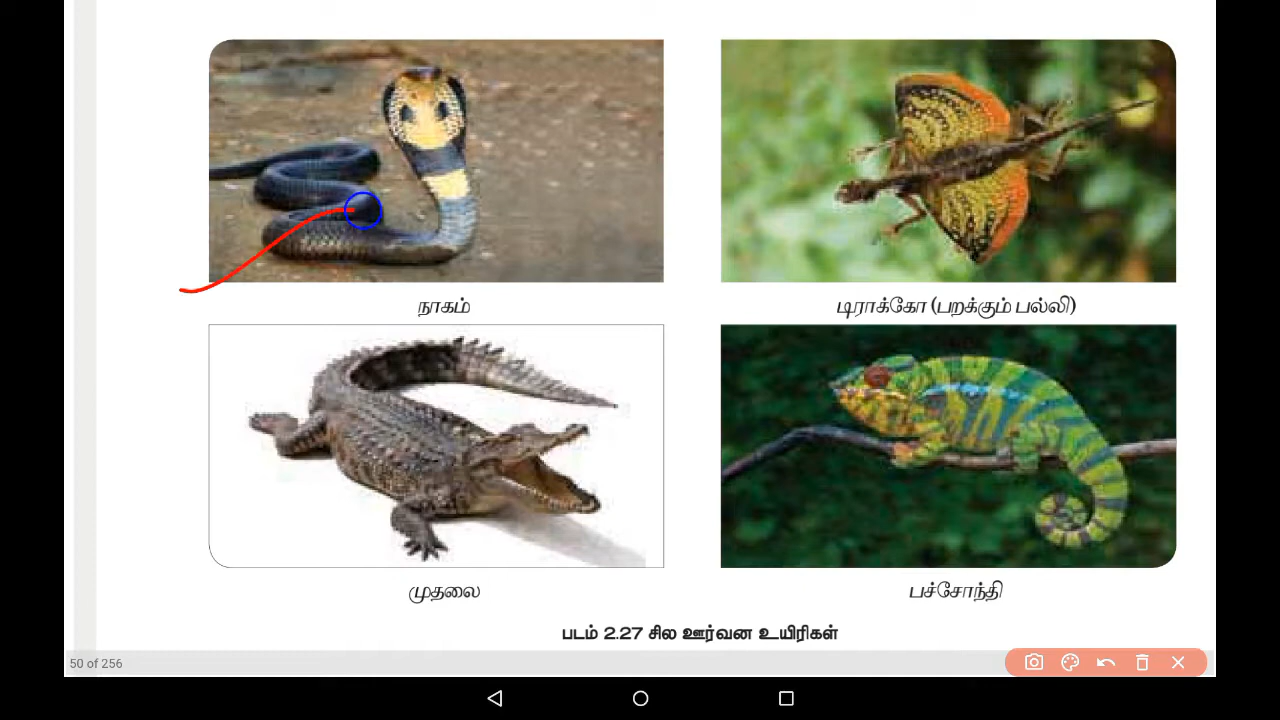 நாகம்
டிராக்கோ (பறக்கும் பல்லி)
முதலை
பச்சோந்தி
படம் 2.27 சில ஊர்வன உயிரிகள்
50 of 256